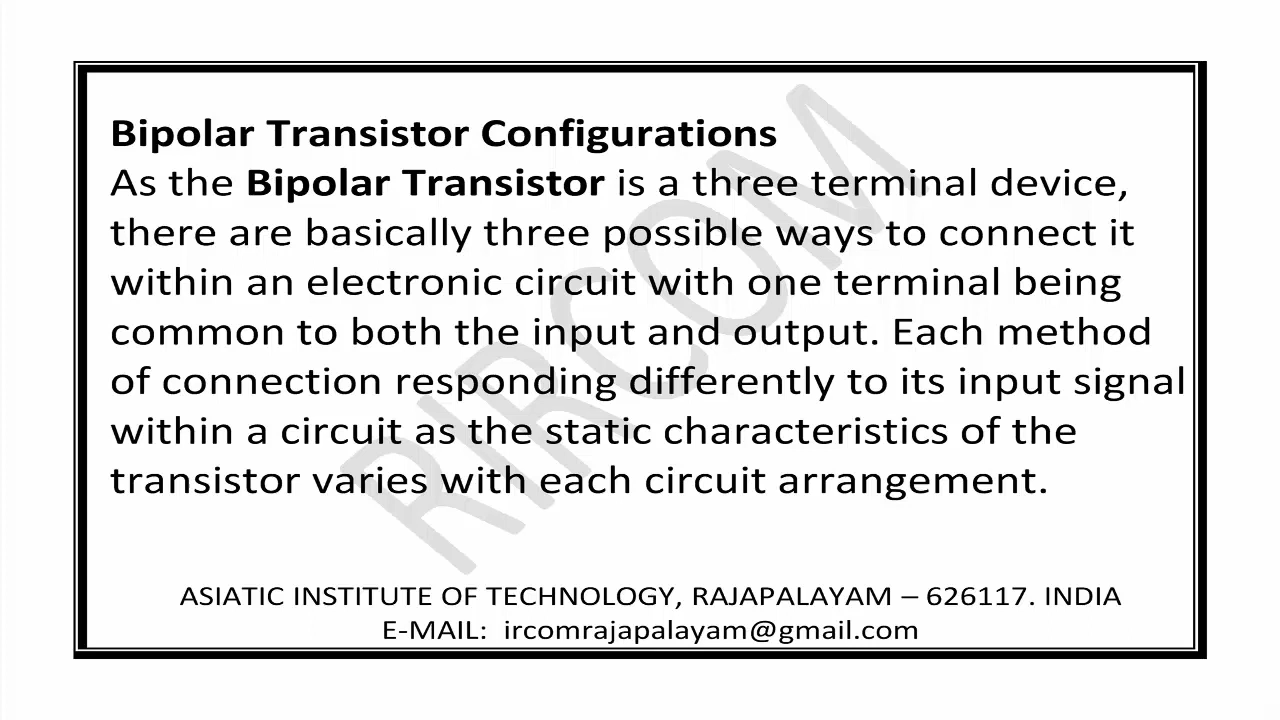 Bipolar Transistor Configurations
As the Bipolar Transistor is a three terminal device,
there are basically three possible ways to connect it
within an electronic circuit with one terminal being
common to both the input and output. Each method
of connection responding differently to its input signal
within a circuit as the static characteristics of the
transistor varies with each circuit arrangement.
RIRCOM
ASIATIC INSTITUTE OF TECHNOLOGY, RAJAPALAYAM – 626117. INDIA
E-MAIL: ircomrajapalayam@gmail.com